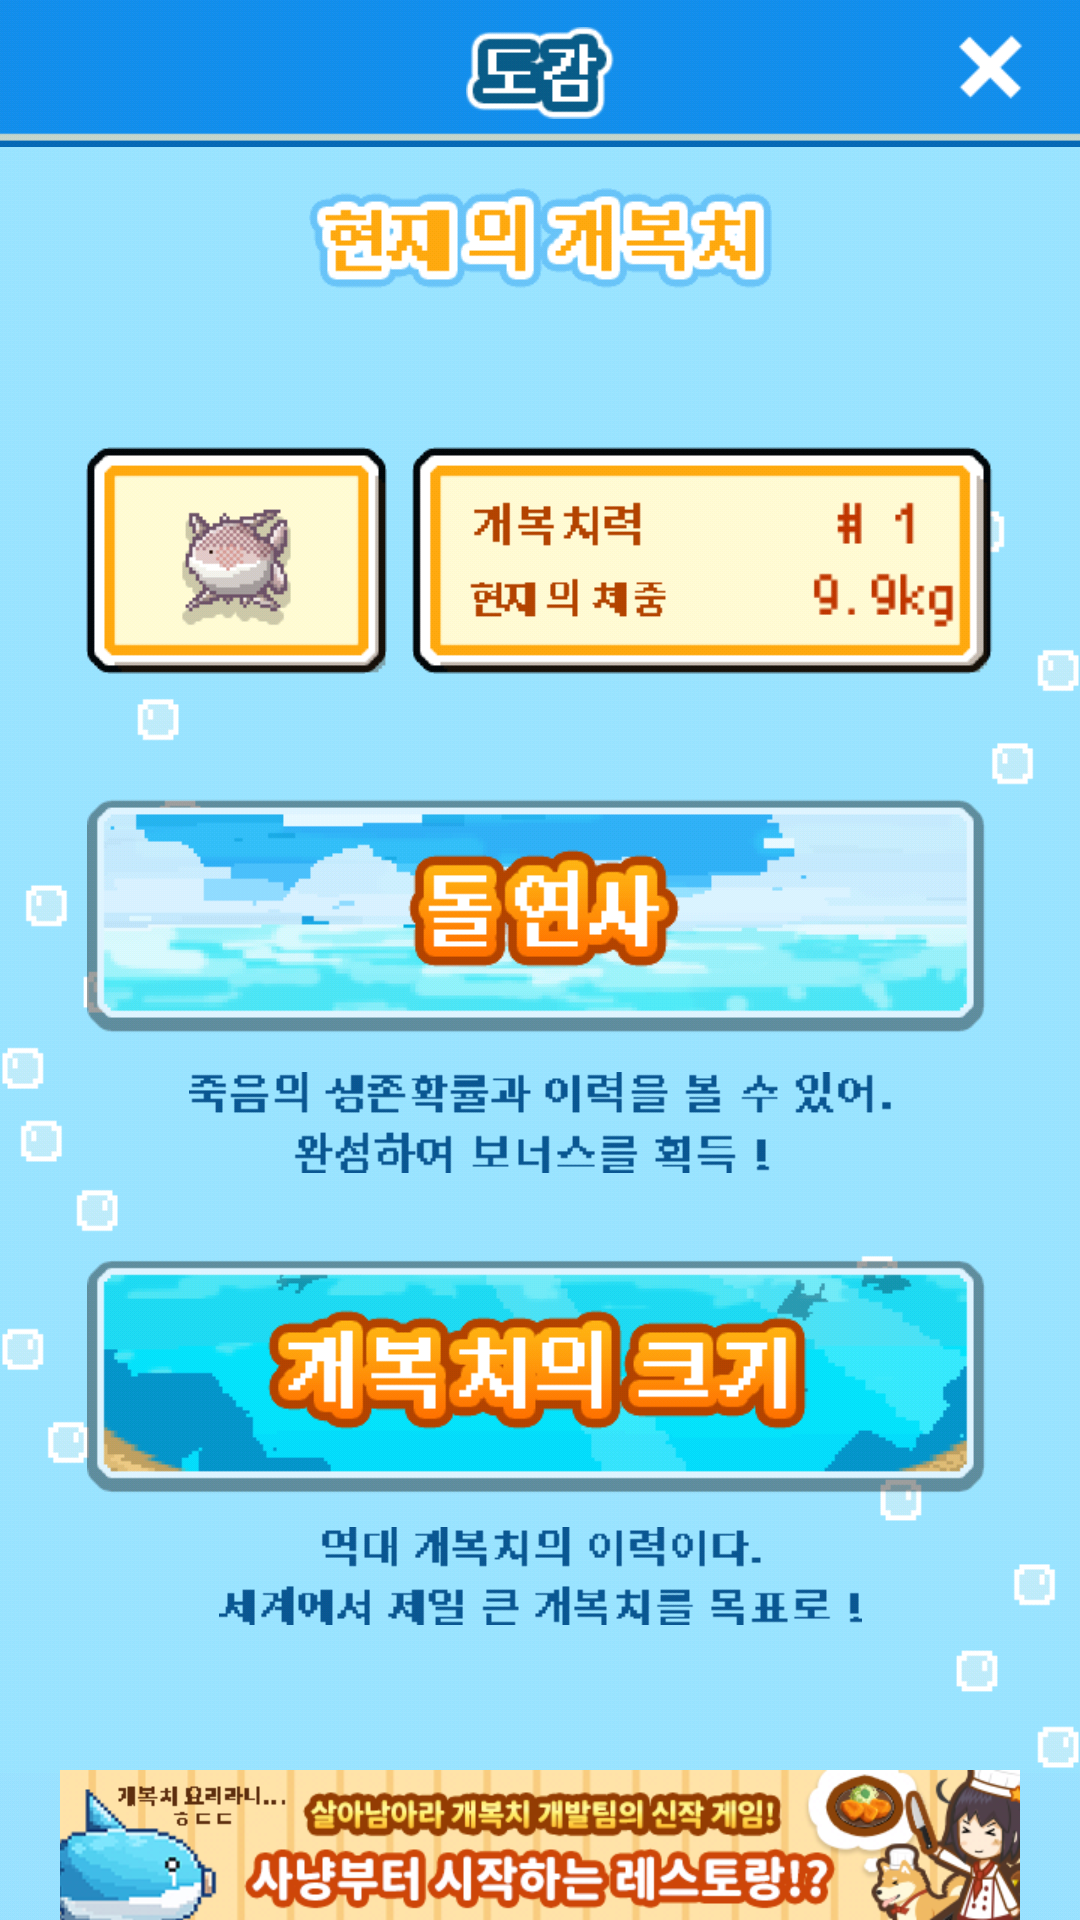 도감
현재의 개복치
개복치력 # 1
현재의 체중 9.9kg
돌연사
죽음의 생존확률과 이력을 볼 수 있어.
완성하여 보너스를 획득 !
개복치의 크기
역대 개복치의 이력이다.
세계에서 제일 큰 개복치를 목표로 !
개복치 요리라니...
ㅎㄷㄷ
살아남아라 개복치 개발팀의 신작 게임!
사냥부터 시작하는 레스토랑!?